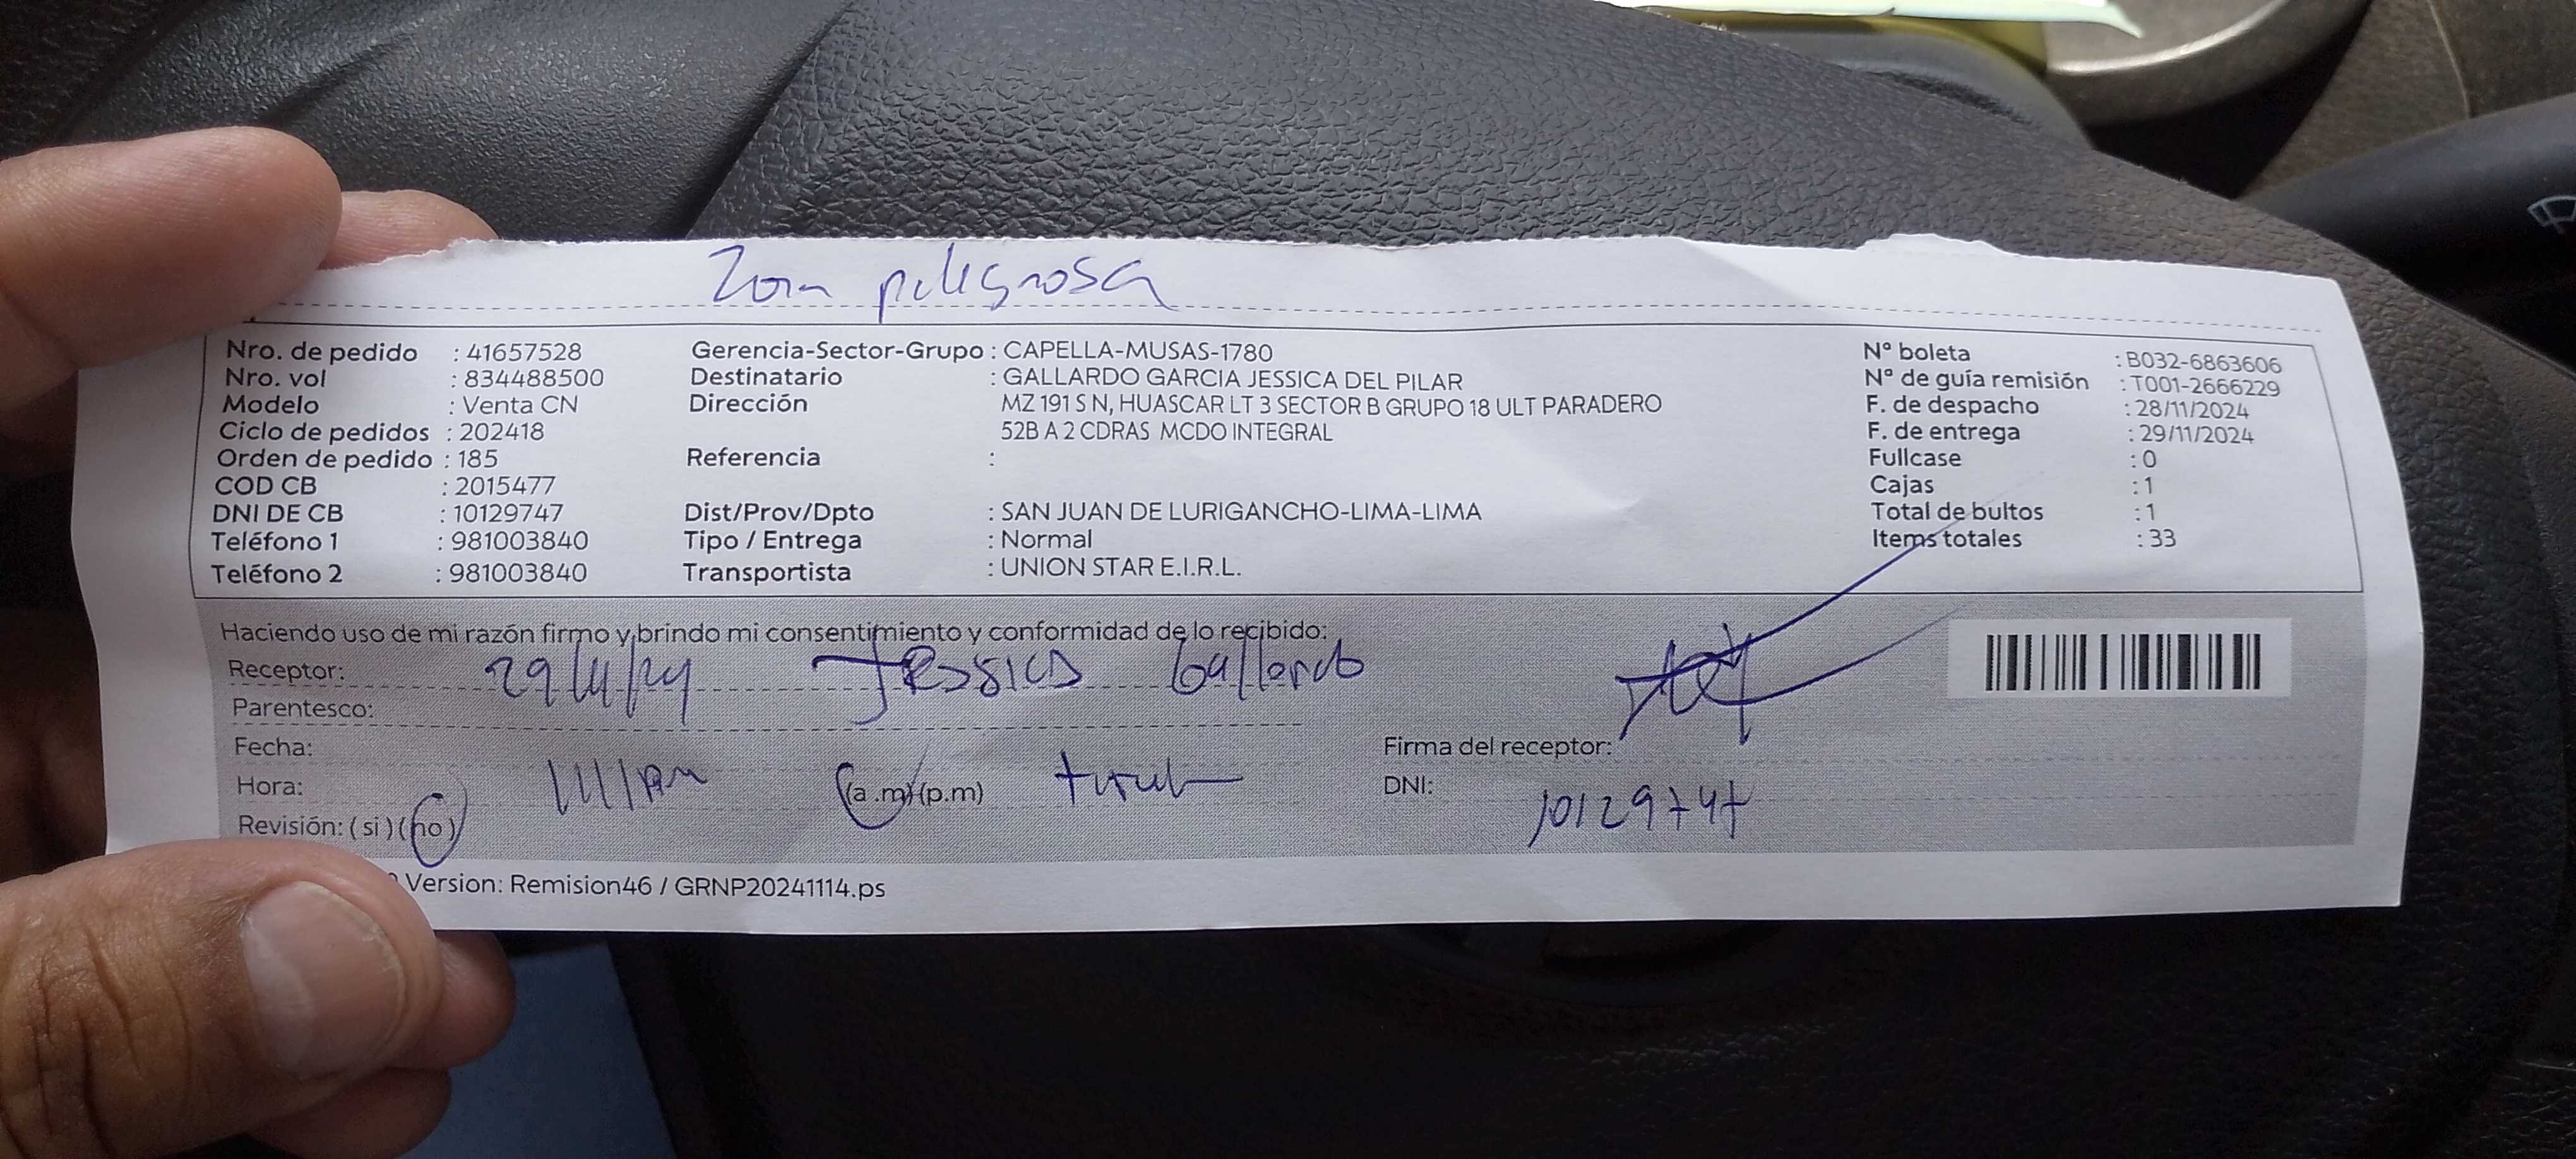 Zona peligrosa
Nro. de pedido : 41657528
Nro. vol : 834488500
Modelo : Venta CN
Ciclo de pedidos : 202418
Orden de pedido : 185
COD CB : 2015477
DNI DE CB : 10129747
Teléfono 1 : 981003840
Teléfono 2 : 981003840
Gerencia-Sector-Grupo : CAPELLA-MUSAS-1780
Destinatario : GALLARDO GARCIA JESSICA DEL PILAR
Dirección MZ 191 S N, HUASCAR LT 3 SECTOR B GRUPO 18 ULT PARADERO
52B A 2 CDRAS MCDO INTEGRAL
Referencia :
Dist/Prov/Dpto : SAN JUAN DE LURIGANCHO-LIMA-LIMA
Tipo / Entrega : Normal
Transportista : UNION STAR E.I.R.L.
N° boleta : B032-6863606
N° de guía remisión : T001-2666229
F. de despacho : 28/11/2024
F. de entrega : 29/11/2024
Fullcase : 0
Cajas : 1
Total de bultos : 1
Items totales : 33
Haciendo uso de mi razón firmo y brindo mi consentimiento y conformidad de lo recibido:
Receptor: 29/11/24 Jessica Gallardo
Parentesco:
Fecha:
Hora: (a.m) (p.m)
Revisión: (si) (no)
Firma del receptor:
DNI: 10129747
Version: Remision46 / GRNP20241114.ps